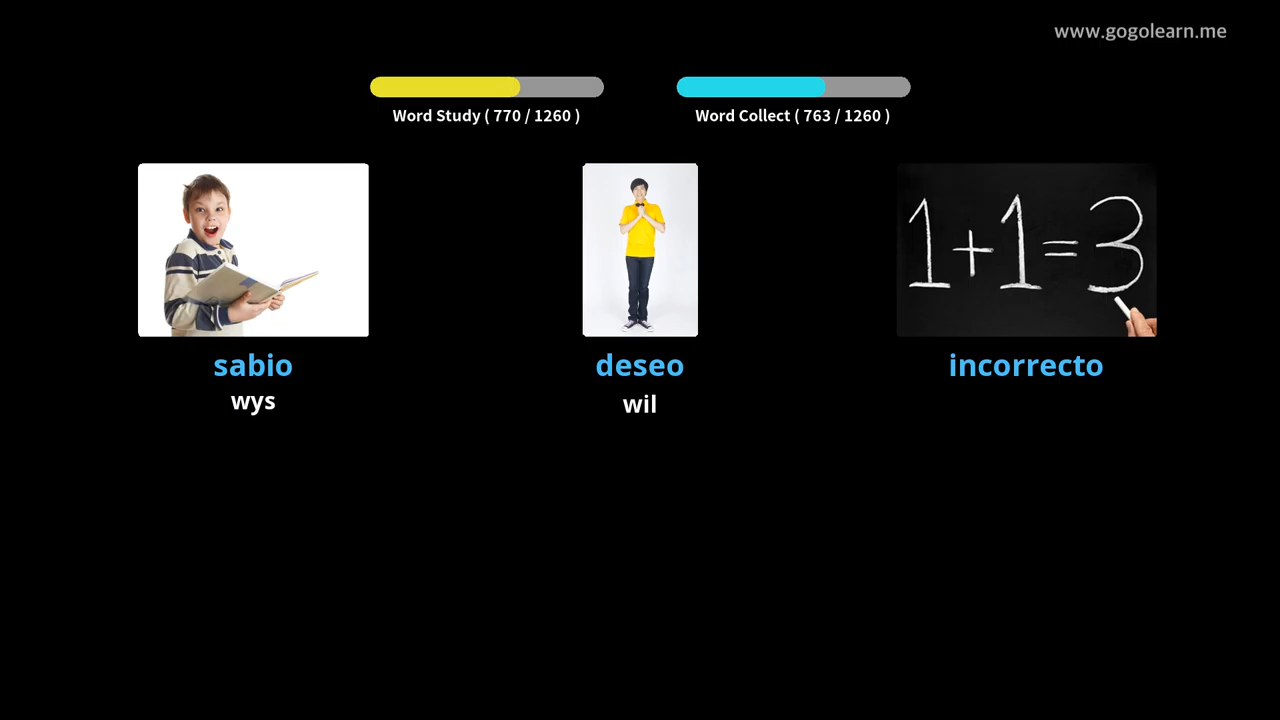 www.gogolearn.me
Word Study ( 770 / 1260 )
Word Collect ( 763 / 1260 )
1+1=3
sabio
deseo
incorrecto
wys
wil